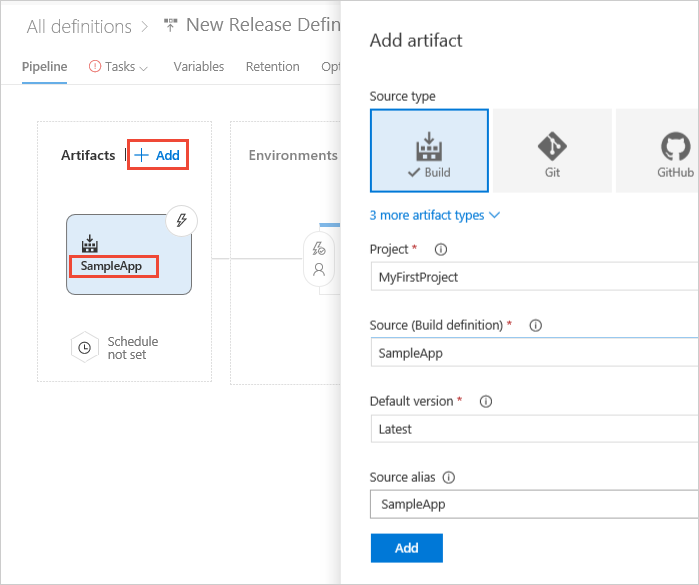 All definitions > New Release Defin
Pipeline Tasks Variables Retention Opt
Artifacts | + Add
Environments
SampleApp
Schedule
not set
Add artifact
Source type
Build
Git
GitHub
3 more artifact types
Project *
MyFirstProject
Source (Build definition) *
SampleApp
Default version *
Latest
Source alias
SampleApp
Add